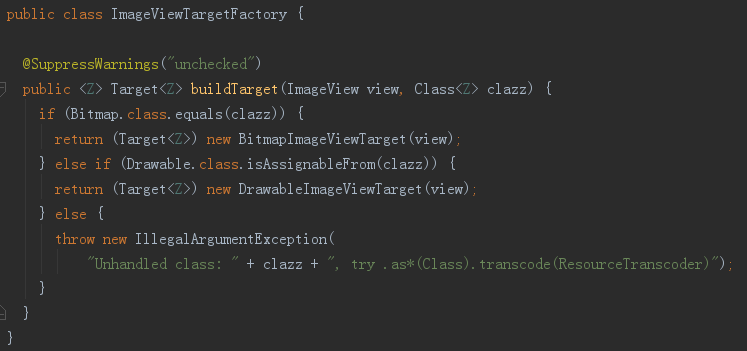 public class ImageViewTargetFactory {
@SuppressWarnings("unchecked")
public <Z> Target<Z> buildTarget(ImageView view, Class<Z> clazz) {
if (Bitmap.class.equals(clazz)) {
return (Target<Z>) new BitmapImageViewTarget(view);
} else if (Drawable.class.isAssignableFrom(clazz)) {
return (Target<Z>) new DrawableImageViewTarget(view);
} else {
throw new IllegalArgumentException(
"Unhandled class: " + clazz + ", try .as*(Class).transcode(ResourceTranscoder)");
}
}
}